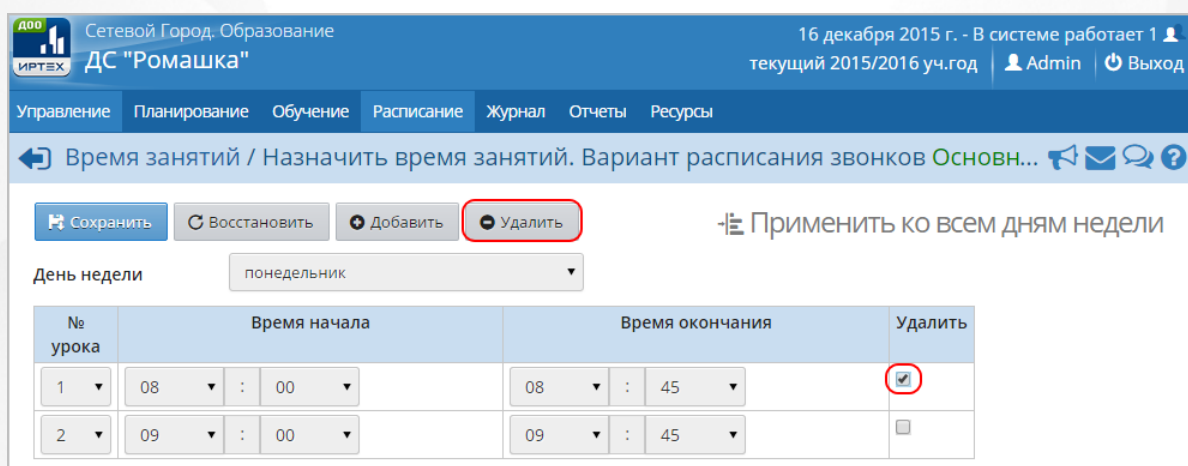 ДОО
ИРТЕХ
Сетевой Город. Образование
ДС "Ромашка"
16 декабря 2015 г. - В системе работает 1
текущий 2015/2016 уч.год Admin Выход
Управление Планирование Обучение Расписание Журнал Отчеты Ресурсы
Время занятий / Назначить время занятий. Вариант расписания звонков Основн...
Сохранить Восстановить Добавить Удалить Применить ко всем дням недели
День недели понедельник
№ урока Время начала Время окончания Удалить
1 08 : 00 08 : 45
2 09 : 00 09 : 45